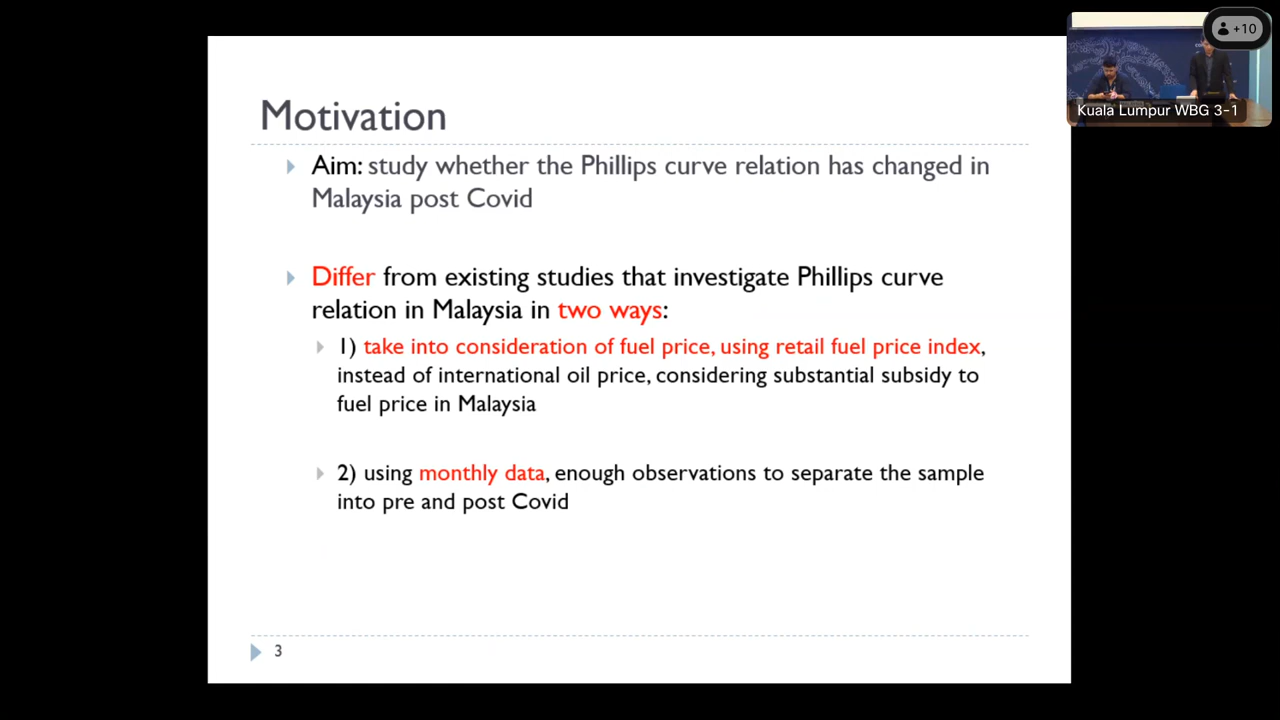 +10
Kuala Lumpur WBG 3-1
Motivation
Aim: study whether the Phillips curve relation has changed in
Malaysia post Covid
Differ from existing studies that investigate Phillips curve
relation in Malaysia in two ways:
1) take into consideration of fuel price, using retail fuel price index,
instead of international oil price, considering substantial subsidy to
fuel price in Malaysia
2) using monthly data, enough observations to separate the sample
into pre and post Covid
3